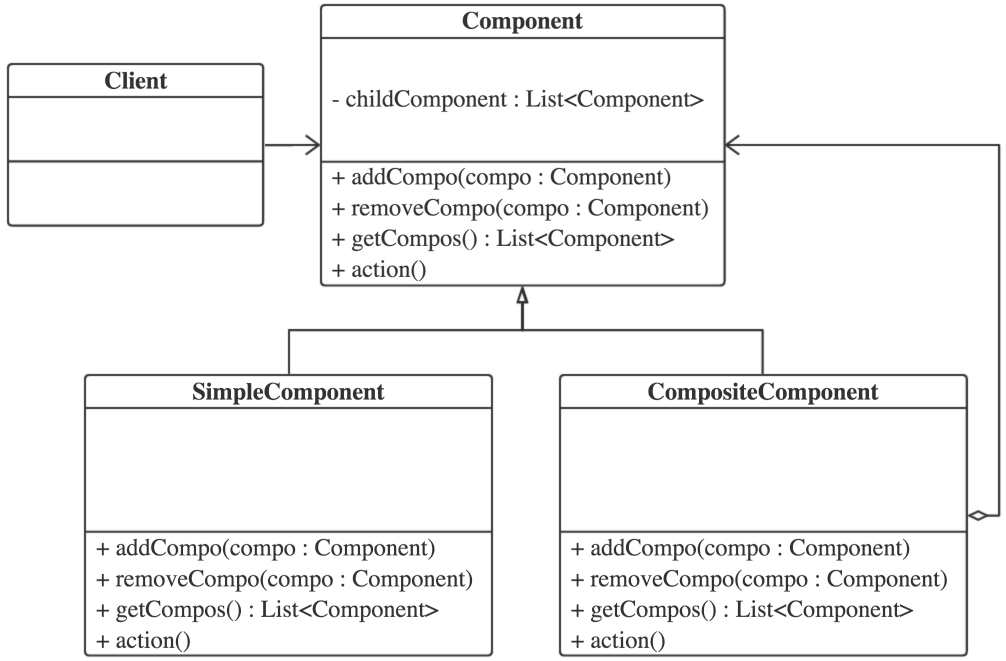 Component
- childComponent : List<Component>
+ addCompo(compo : Component)
+ removeCompo(compo : Component)
+ getCompos() : List<Component>
+ action()
Client
SimpleComponent
+ addCompo(compo : Component)
+ removeCompo(compo : Component)
+ getCompos() : List<Component>
+ action()
CompositeComponent
+ addCompo(compo : Component)
+ removeCompo(compo : Component)
+ getCompos() : List<Component>
+ action()